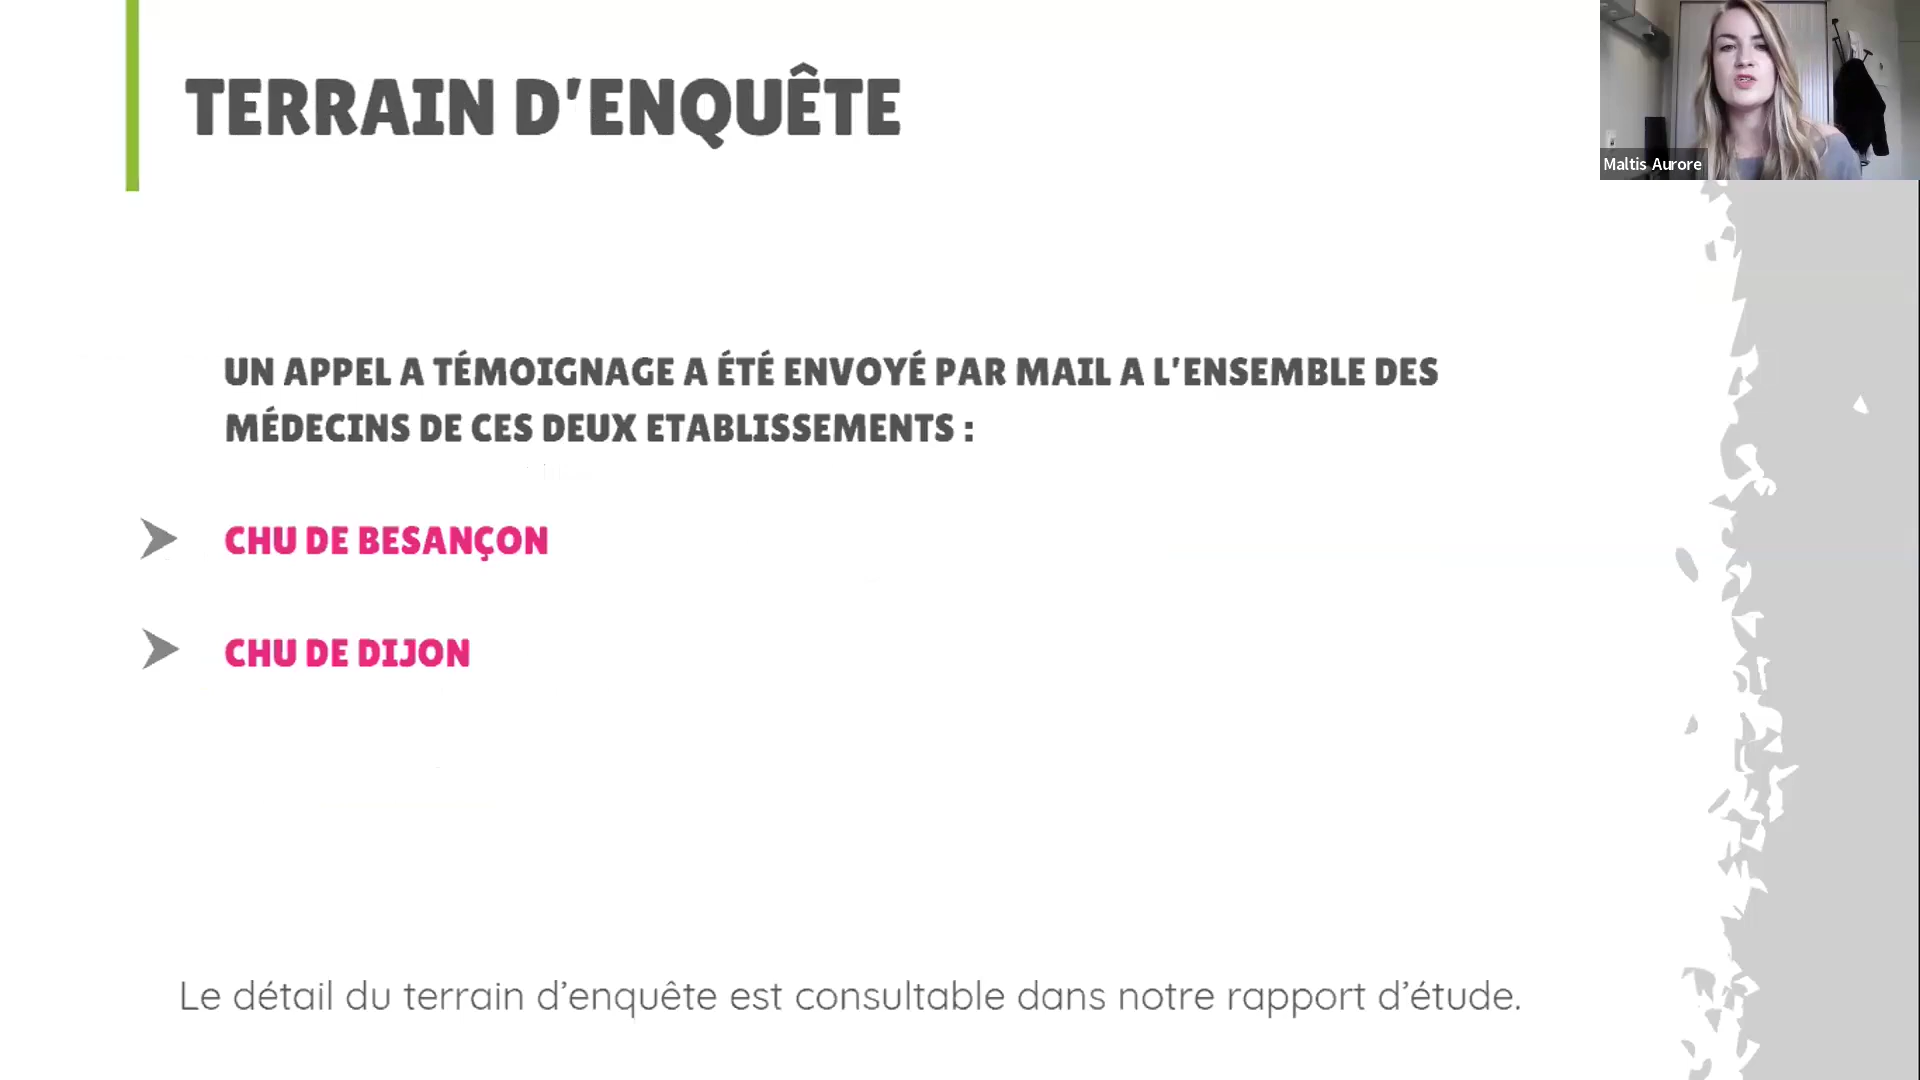 TERRAIN D'ENQUÊTE
Maltis Aurore
UN APPEL A TÉMOIGNAGE A ÉTÉ ENVOYÉ PAR MAIL A L'ENSEMBLE DES
MÉDECINS DE CES DEUX ETABLISSEMENTS :
CHU DE BESANÇON
CHU DE DIJON
Le détail du terrain d'enquête est consultable dans notre rapport d'étude.